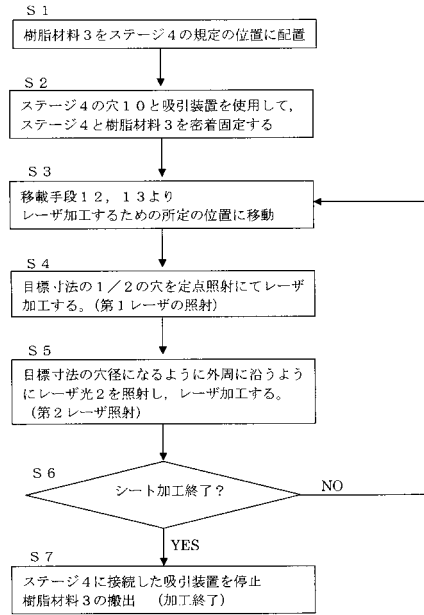 S1
樹脂材料3をステージ4の規定の位置に配置
S2
ステージ4の穴10と吸引装置を使用して,
ステージ4と樹脂材料3を密着固定する
S3
移載手段12,13より
レーザ加工するための所定の位置に移動
S4
目標寸法の1/2の穴を定点照射にてレーザ
加工する。(第1レーザの照射)
S5
目標寸法の穴径になるように外周に沿うよう
にレーザ光2を照射し,レーザ加工する。
(第2レーザ照射)
S6
シート加工終了?
NO
YES
S7
ステージ4に接続した吸引装置を停止
樹脂材料3の搬出 (加工終了)